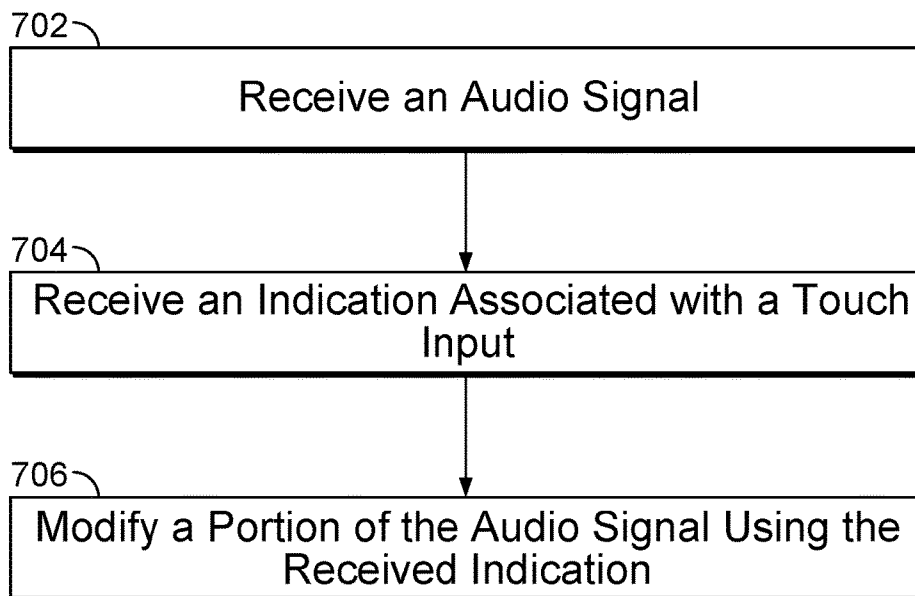 702
Receive an Audio Signal
704
Receive an Indication Associated with a Touch
Input
706
Modify a Portion of the Audio Signal Using the
Received Indication